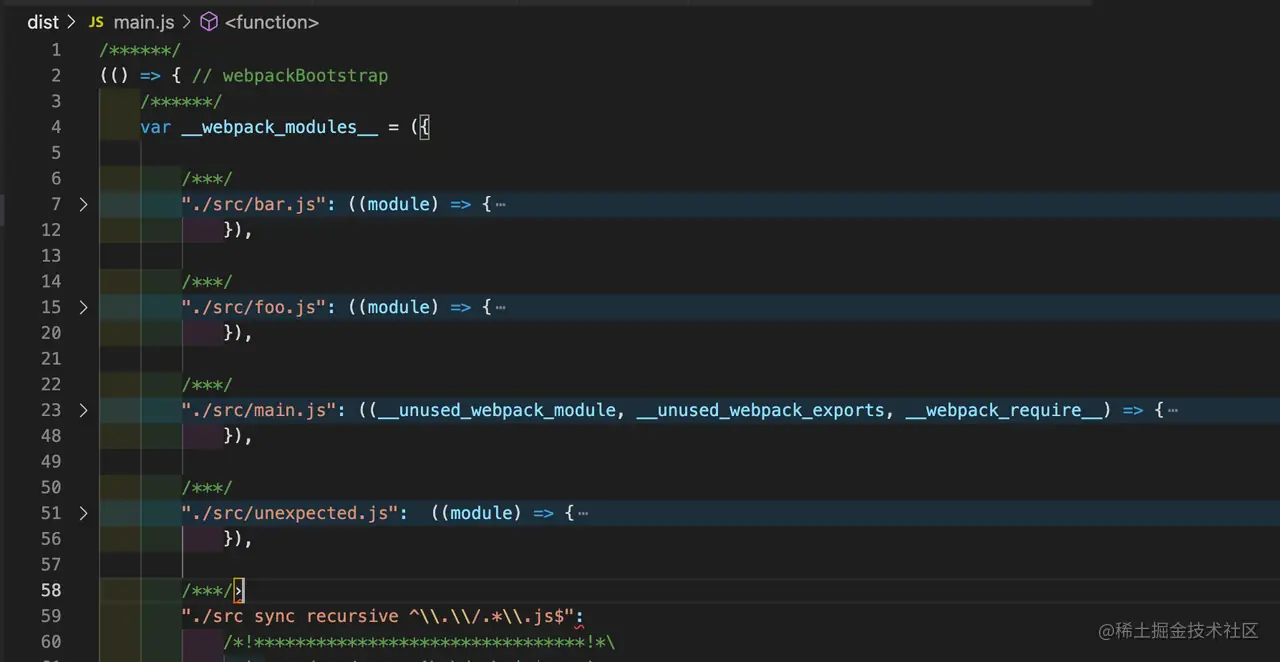 dist > JS main.js > <function>
1 /******/
2 (() => { // webpackBootstrap
3 /******/
4 var __webpack_modules__ = ({
5
6 /***/
7 "./src/bar.js": ((module) => {⋯
12 }),
13
14 /***/
15 "./src/foo.js": ((module) => {⋯
20 }),
21
22 /***/
23 "./src/main.js": ((__unused_webpack_module, __unused_webpack_exports, __webpack_require__) => {⋯
48 }),
49
50 /***/
51 "./src/unexpected.js":  ((module) => {⋯
56 }),
57
58 /***/›
59 "./src sync recursive ^\\.\\/.*\\.js$":
60 /*!********************************!*\
@稀土掘金技术社区